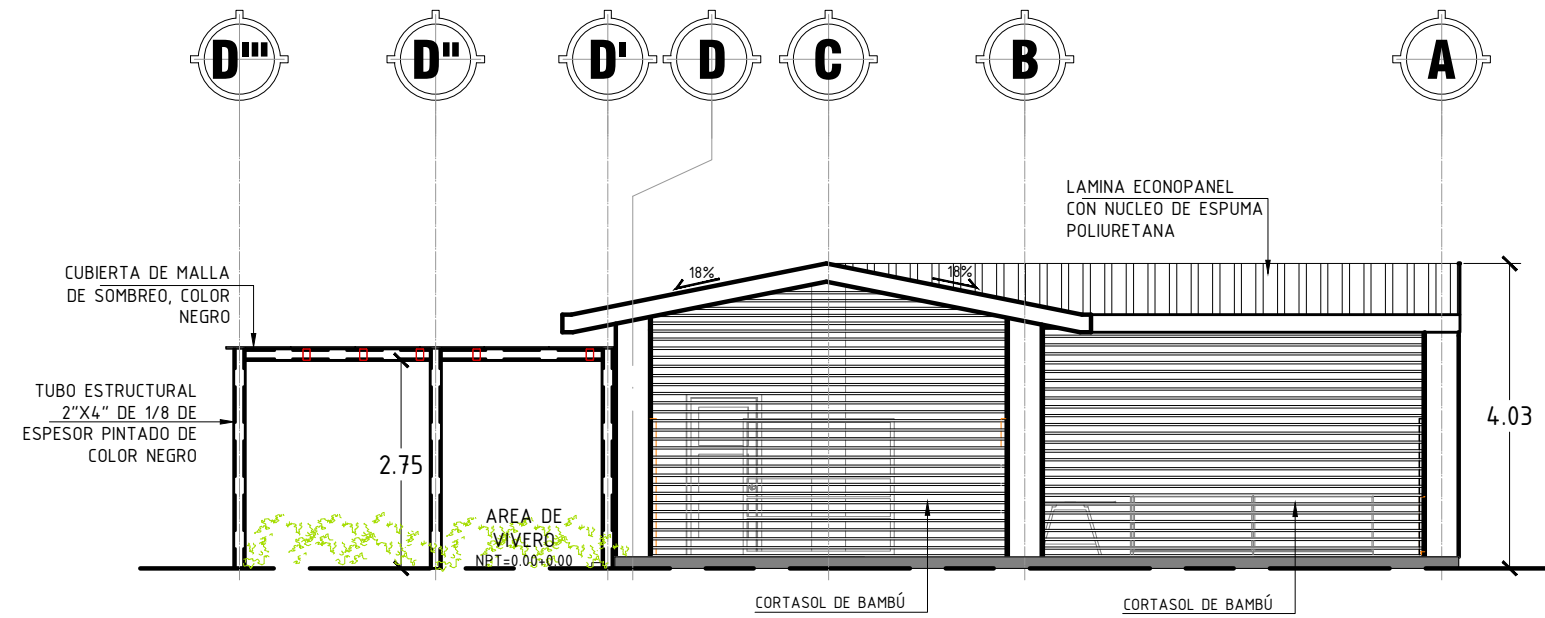 D''' D'' D' D C B A
LAMINA ECONOPANEL
CON NUCLEO DE ESPUMA
POLIURETANA
CUBIERTA DE MALLA
DE SOMBREO, COLOR
NEGRO
18%
18%
TUBO ESTRUCTURAL
2"X4" DE 1/8 DE
ESPESOR PINTADO DE
COLOR NEGRO
2.75
4.03
AREA DE
VIVERO
NPT=0.00+0.00
CORTASOL DE BAMBÚ
CORTASOL DE BAMBÚ